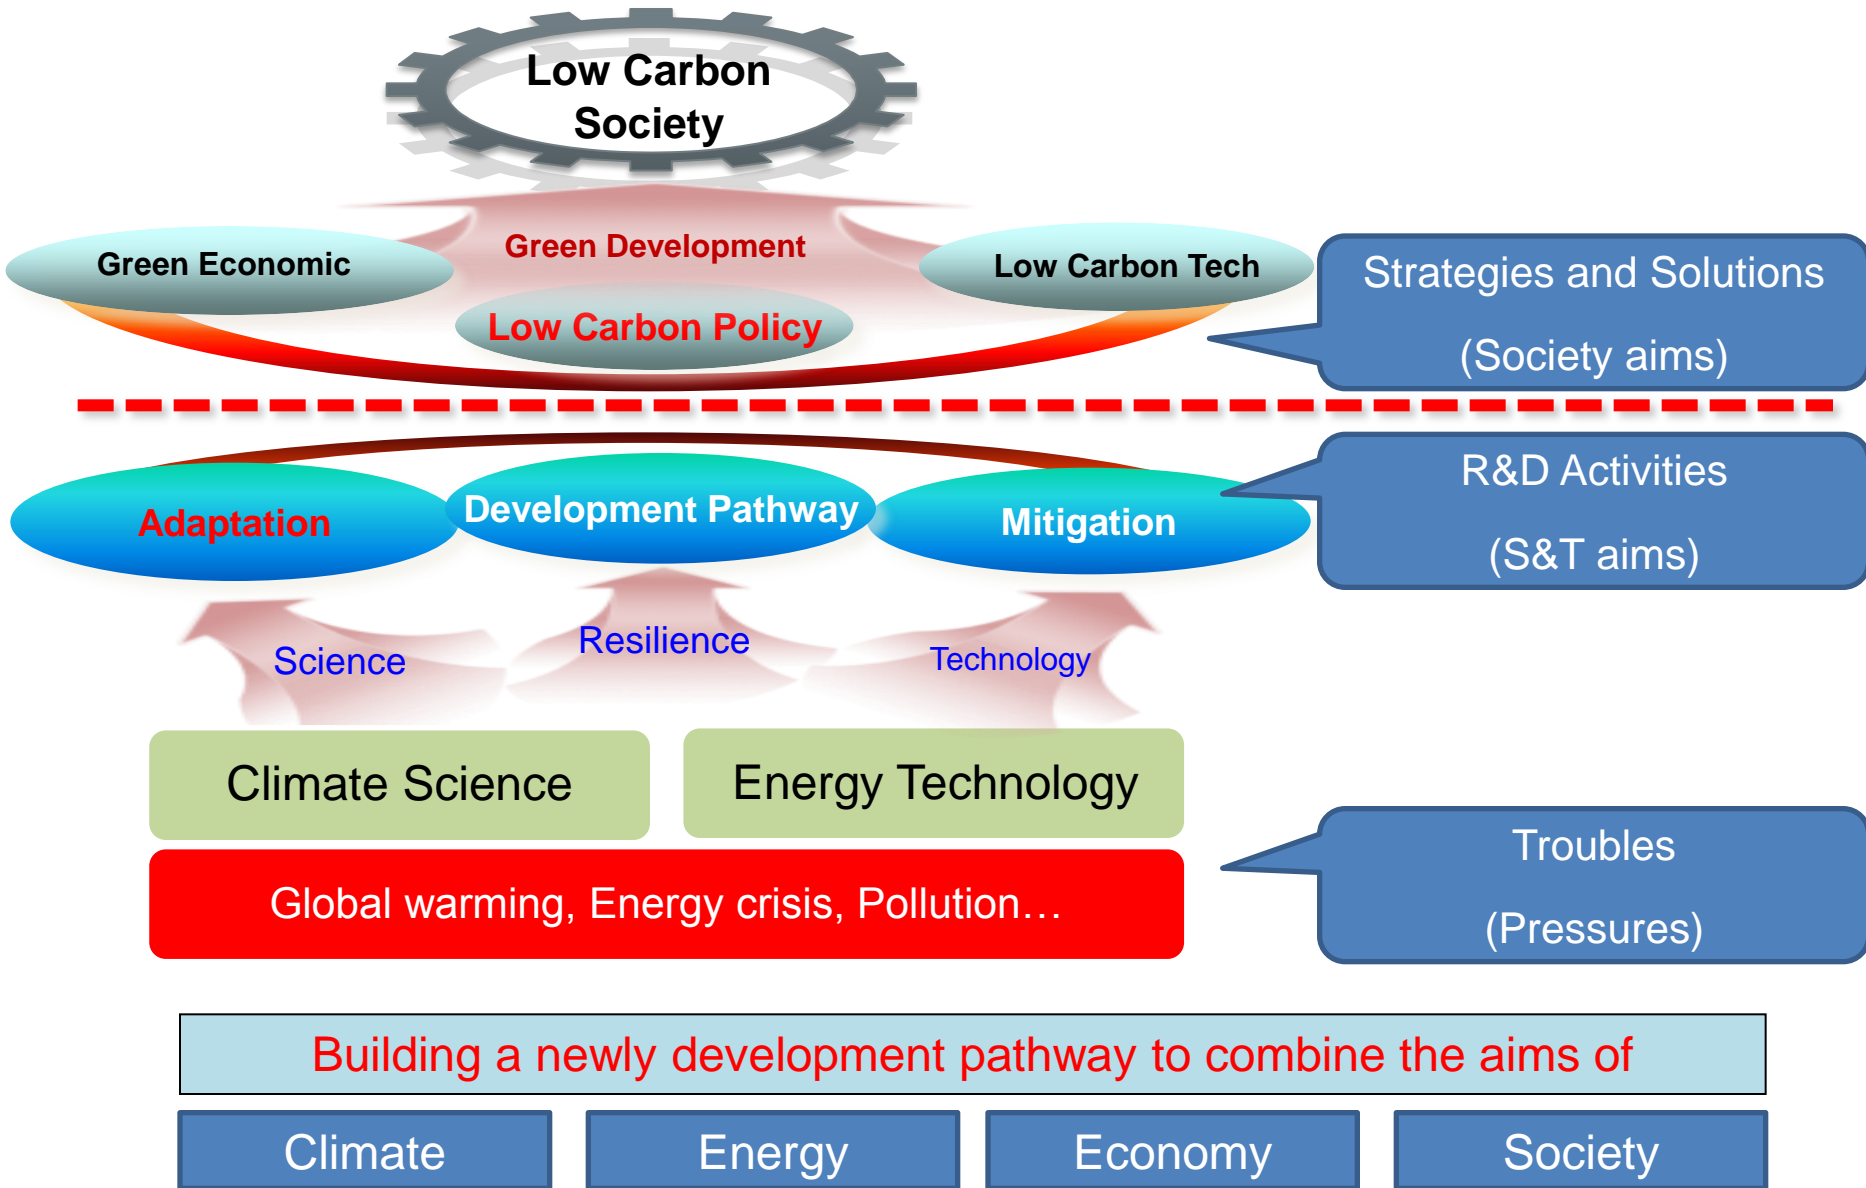 Low Carbon
Society
Green Economic
Green Development
Low Carbon Tech
Low Carbon Policy
Strategies and Solutions
(Society aims)
Adaptation
Development Pathway
Mitigation
R&D Activities
(S&T aims)
Science
Resilience
Technology
Climate Science
Energy Technology
Global warming, Energy crisis, Pollution…
Troubles
(Pressures)
Building a newly development pathway to combine the aims of
Climate
Energy
Economy
Society